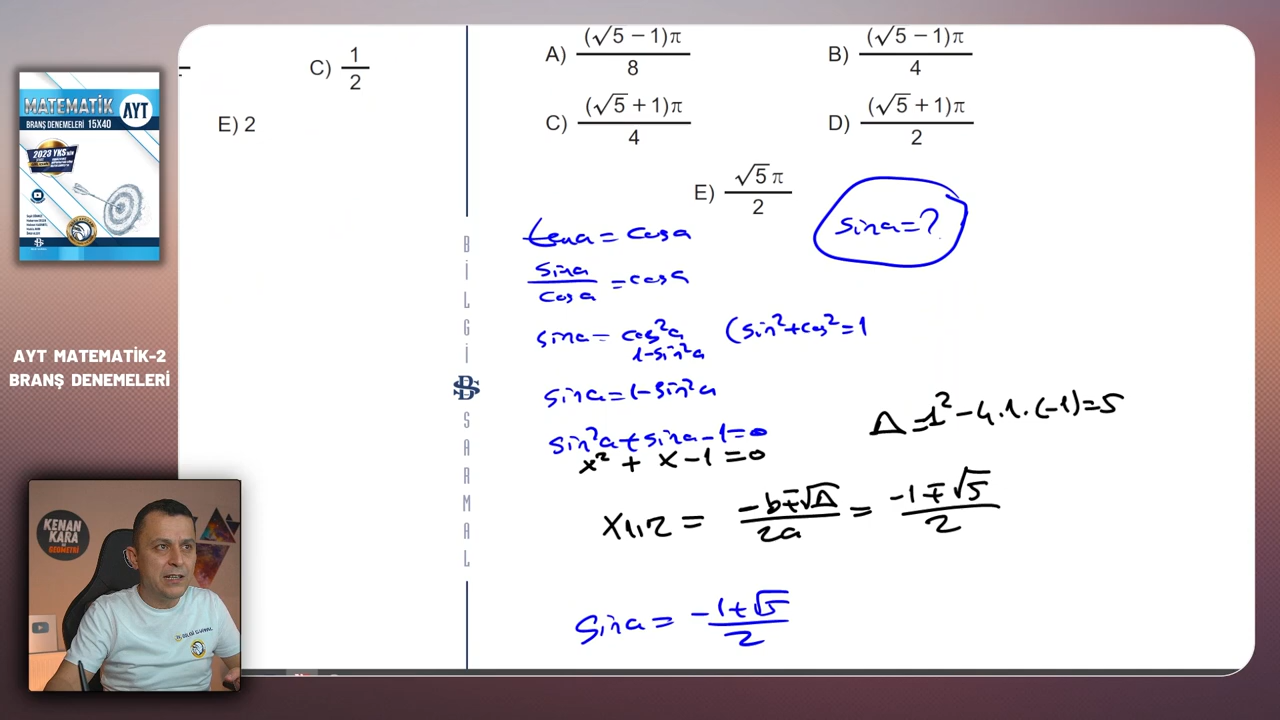 MATEMATİK AYT
BRANŞ DENEMELERİ 15X40
2023 YKS'NİN
AYT MATEMATİK-2
BRANŞ DENEMELERİ
KENAN
KARA
GEOMETRİ
C) 1/2
E) 2
BİLGİ SARMAL
A) (√5 − 1)π / 8
B) (√5 − 1)π / 4
C) (√5 + 1)π / 4
D) (√5 + 1)π / 2
E) √5 π / 2
sina=?
tana = cosa
sina/cosa = cosa
sina = cos²a (sin²+cos²=1
1-sin²a
sina = 1-sin²a
sin²a + sina - 1 = 0
x² + x - 1 = 0
Δ = 1² - 4.1.(-1) = 5
x1,2 = (-b∓√Δ)/2a = (-1∓√5)/2
sina = (-1+√5)/2